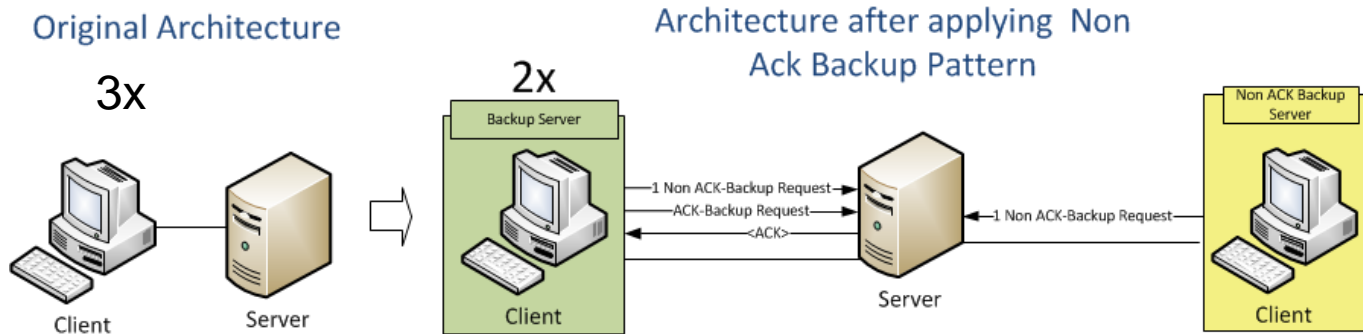 Original Architecture
Architecture after applying  Non
Ack Backup Pattern
3x
2x
Backup Server
Non ACK Backup
Server
1 Non ACK-Backup Request
ACK-Backup Request
<ACK>
1 Non ACK-Backup Request
Client
Server
Client
Server
Client